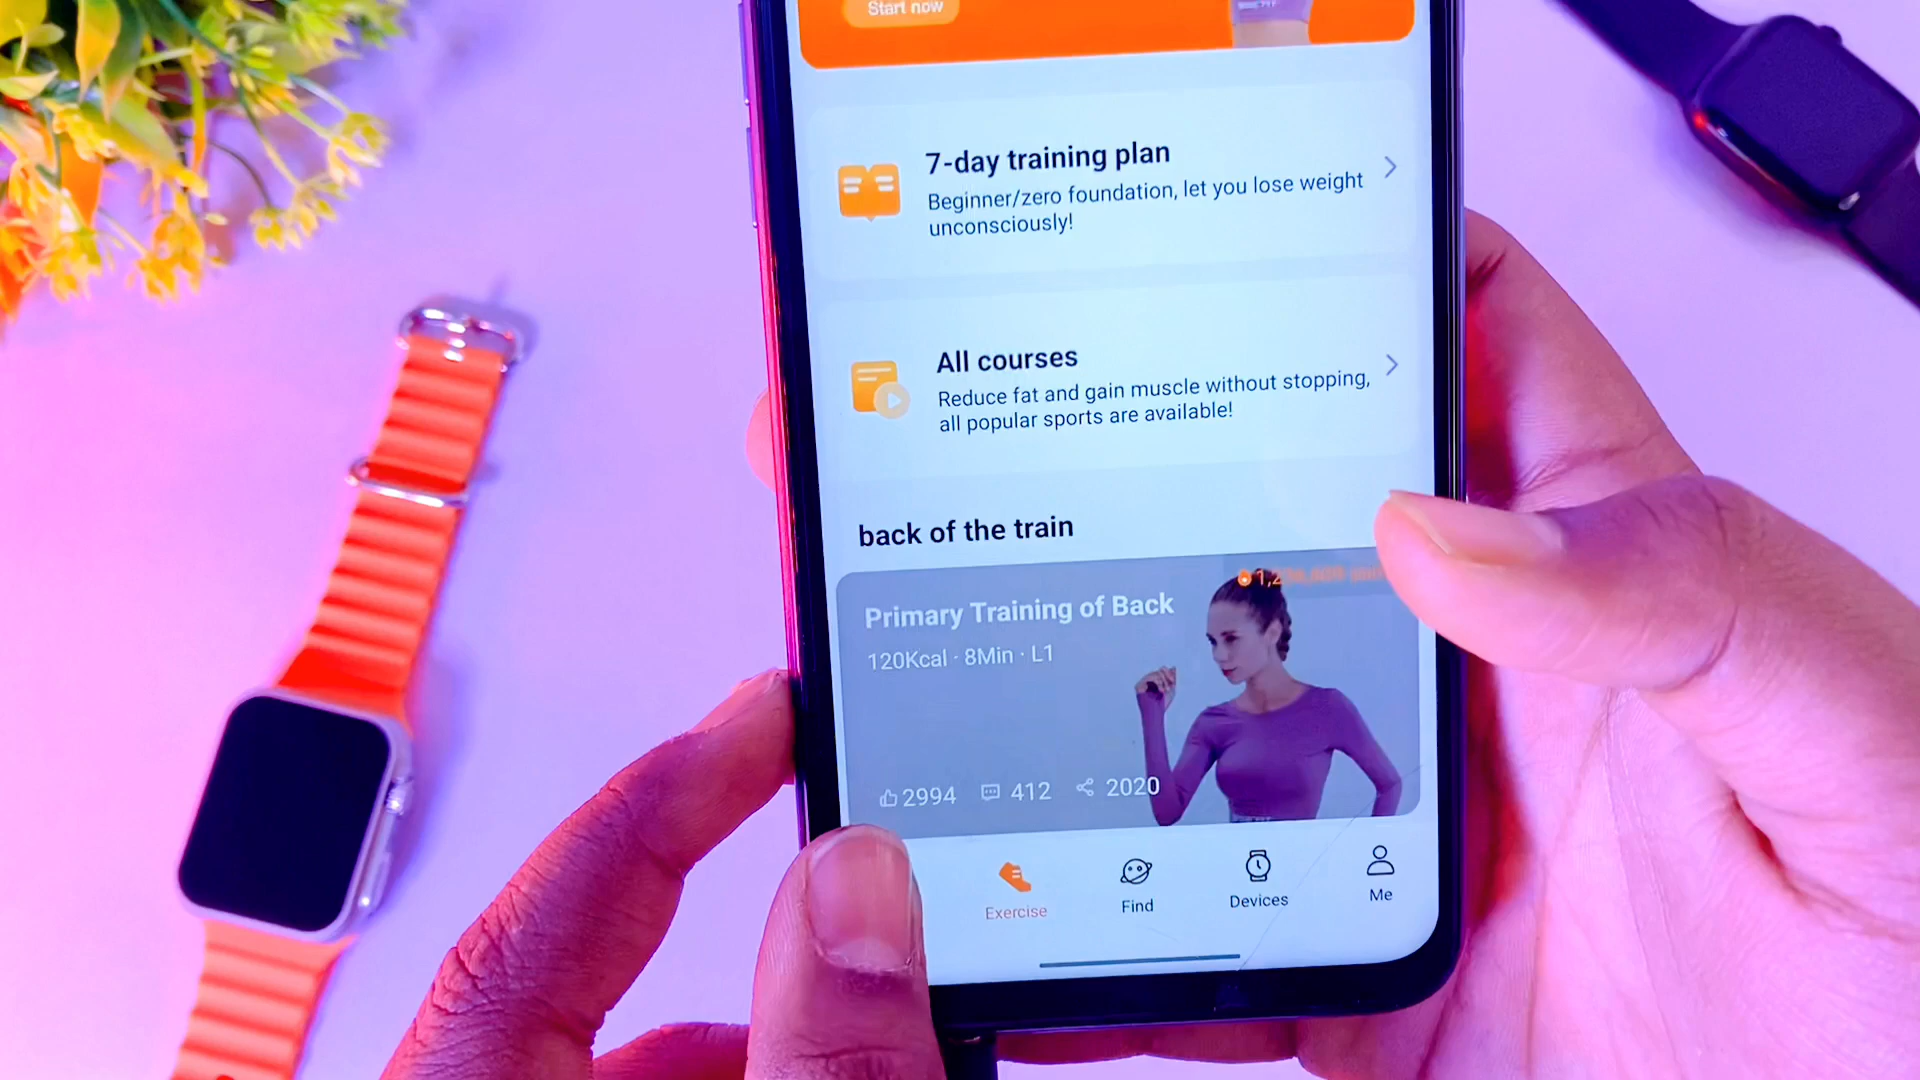 Start now
7-day training plan
Beginner/zero foundation, let you lose weight
unconsciously!
All courses
Reduce fat and gain muscle without stopping,
all popular sports are available!
back of the train
Primary Training of Back
120Kcal · 8Min · L1
2994 412 2020
Exercise Find Devices Me